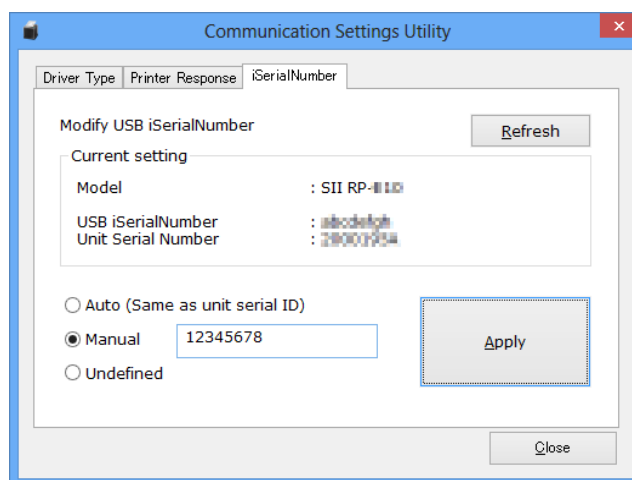 Communication Settings Utility
Driver Type Printer Response iSerialNumber
Modify USB iSerialNumber Refresh
Current setting
Model : SII RP-
USB iSerialNumber :
Unit Serial Number :
Auto (Same as unit serial ID)
Manual 12345678 Apply
Undefined
Close